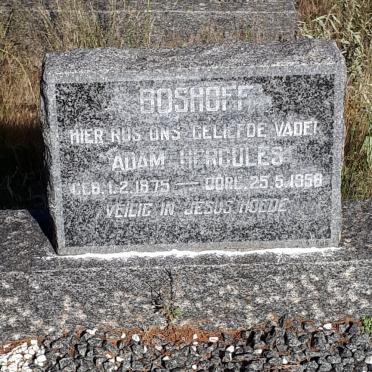 BOSHOFF
HIER RUS ONS GELIEFDE VADER
ADAM HERCULES
GEB. 1.2.1875 — OORL. 25.5.1958
VEILIG IN JESUS HOEDE